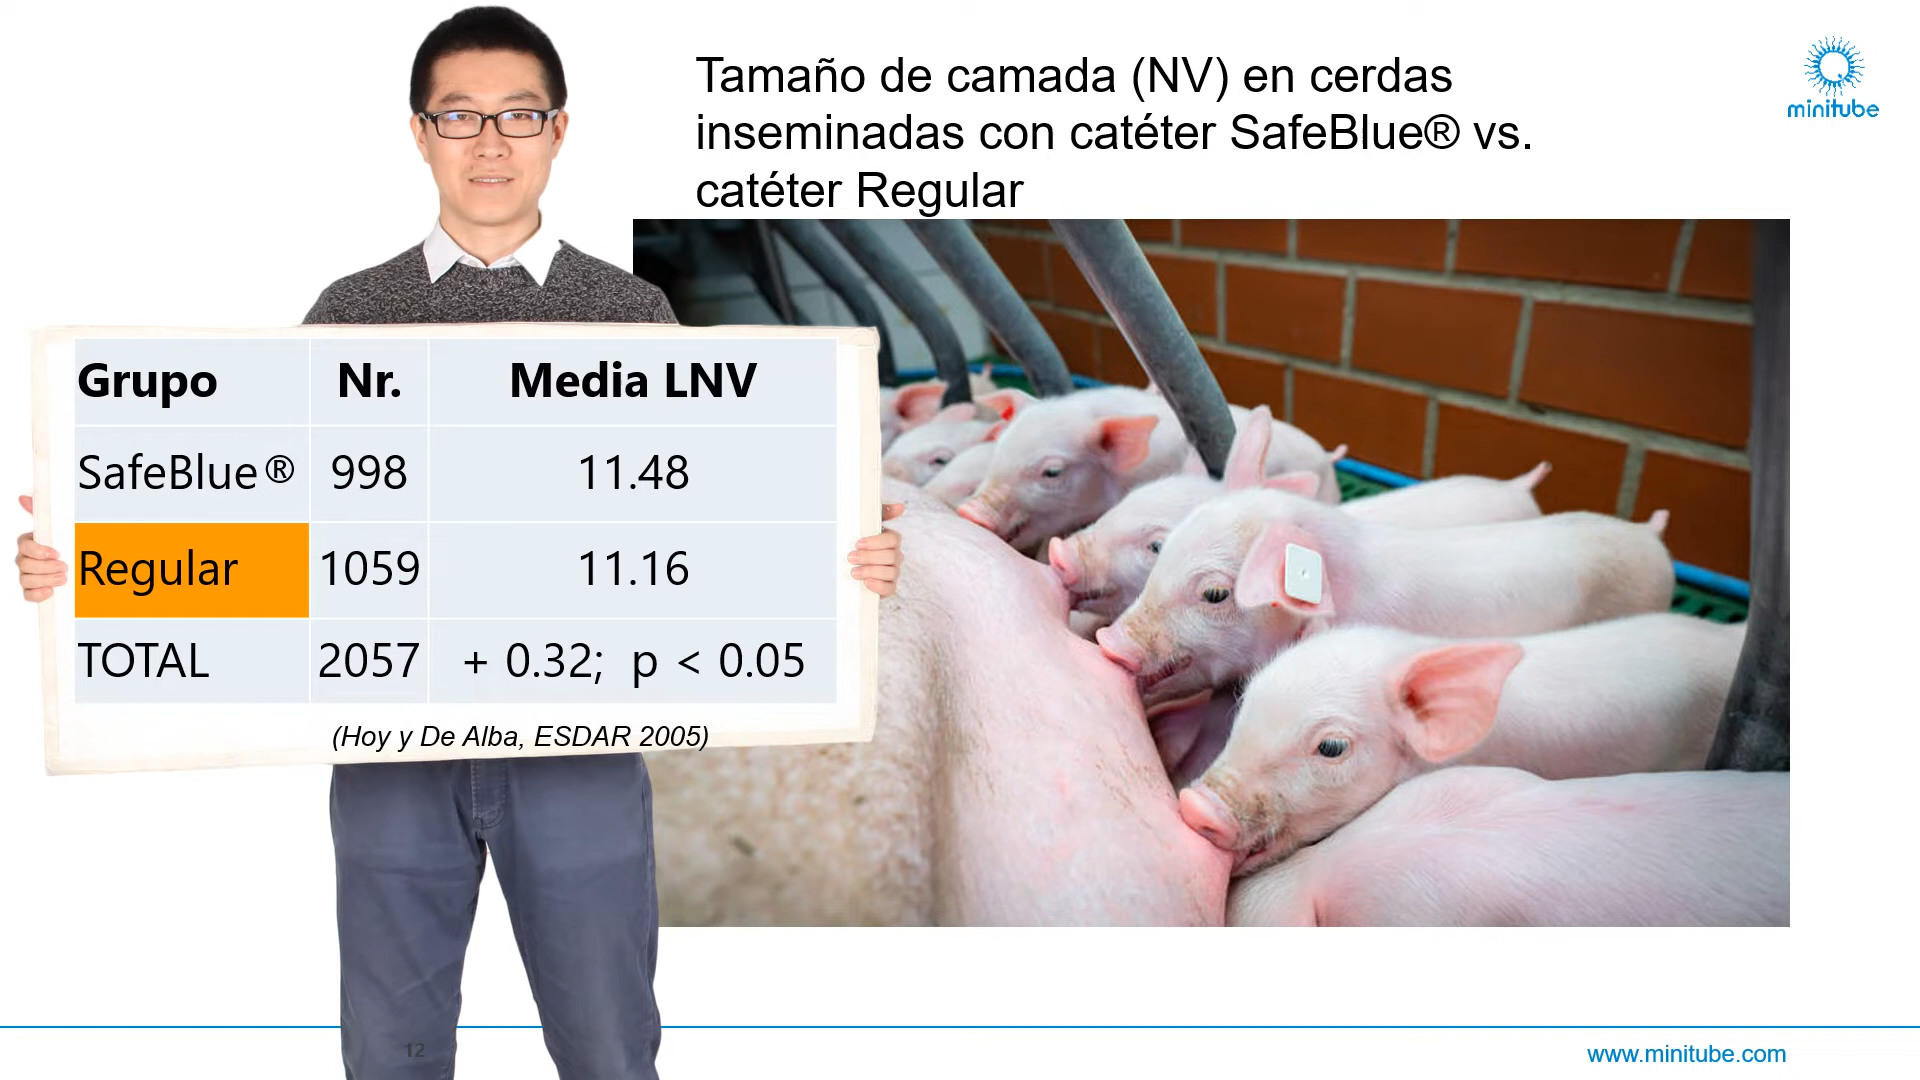 Tamaño de camada (NV) en cerdas
inseminadas con catéter SafeBlue® vs.
catéter Regular
minitube
Grupo Nr. Media LNV
SafeBlue® 998 11.48
Regular 1059 11.16
TOTAL 2057 + 0.32; p < 0.05
(Hoy y De Alba, ESDAR 2005)
12
www.minitube.com